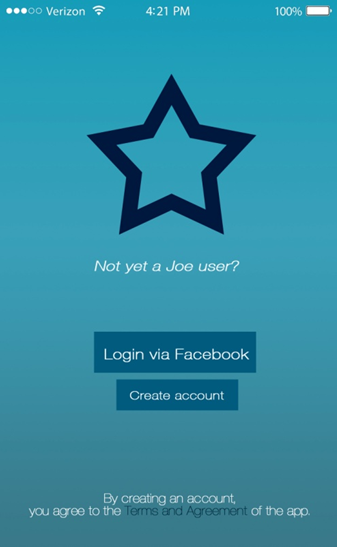 Verizon 4:21 PM 100%
Not yet a Joe user?
Login via Facebook
Create account
By creating an account,
you agree to the Terms and Agreement of the app.